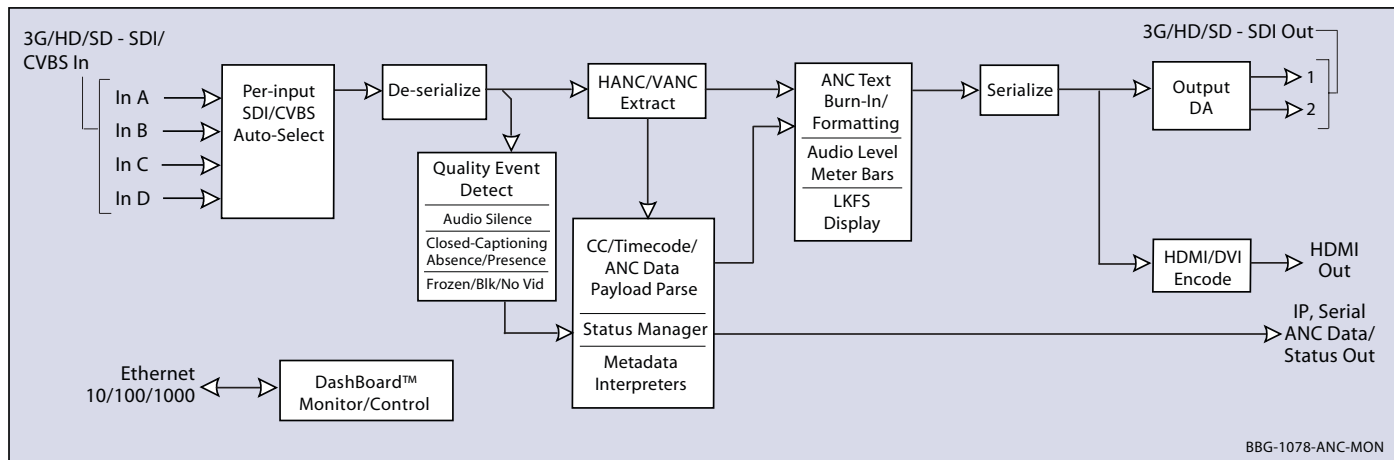 3G/HD/SD - SDI/
CVBS In
In A
In B
In C
In D
Per-input
SDI/CVBS
Auto-Select
De-serialize
HANC/VANC
Extract
ANC Text
Burn-In/
Formatting
Audio Level
Meter Bars
LKFS
Display
Serialize
3G/HD/SD - SDI Out
Output
DA
1
2
Quality Event
Detect
Audio Silence
Closed-Captioning
Absence/Presence
Frozen/Blk/No Vid
CC/Timecode/
ANC Data
Payload Parse
Status Manager
Metadada
Interpreters
HDMI/DVI
Encode
HDMI
Out
IP, Serial
ANC Data/
Status Out
Ethernet
10/100/1000
DashBoard™
Monitor/Control
BBG-1078-ANC-MON